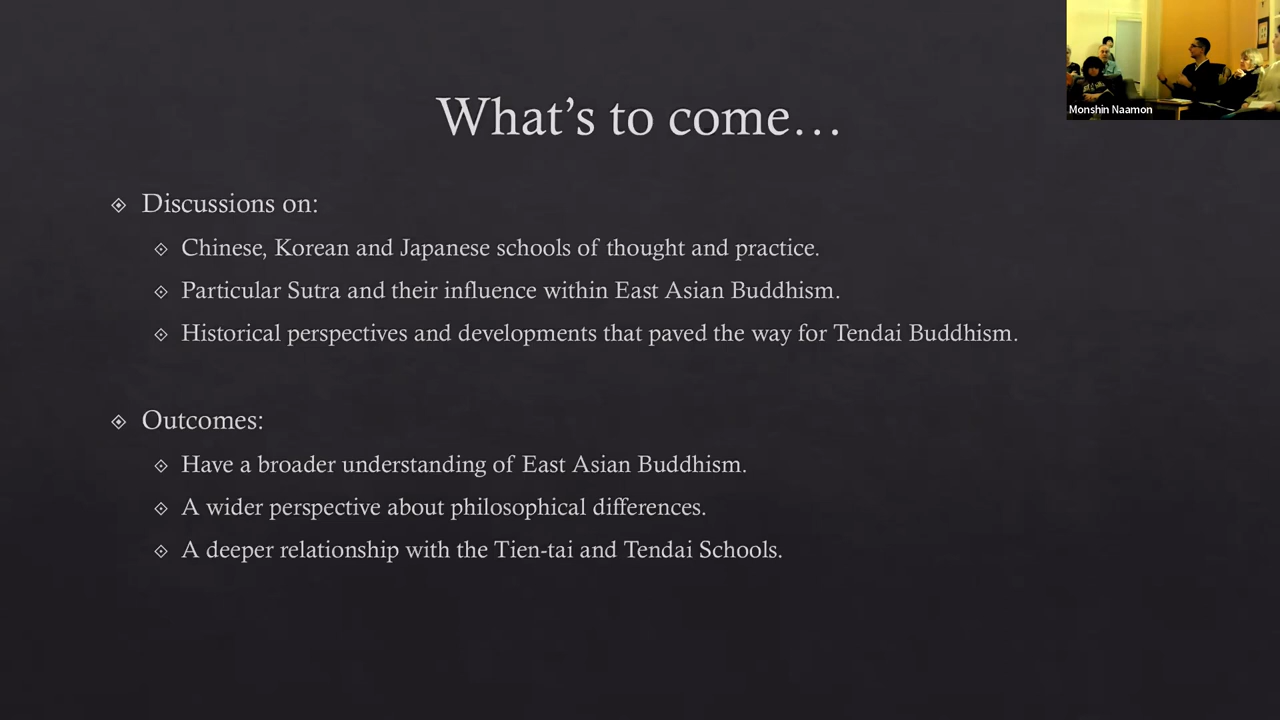 Monshin Naamon
What's to come…
Discussions on:
Chinese, Korean and Japanese schools of thought and practice.
Particular Sutra and their influence within East Asian Buddhism.
Historical perspectives and developments that paved the way for Tendai Buddhism.
Outcomes:
Have a broader understanding of East Asian Buddhism.
A wider perspective about philosophical differences.
A deeper relationship with the Tien-tai and Tendai Schools.